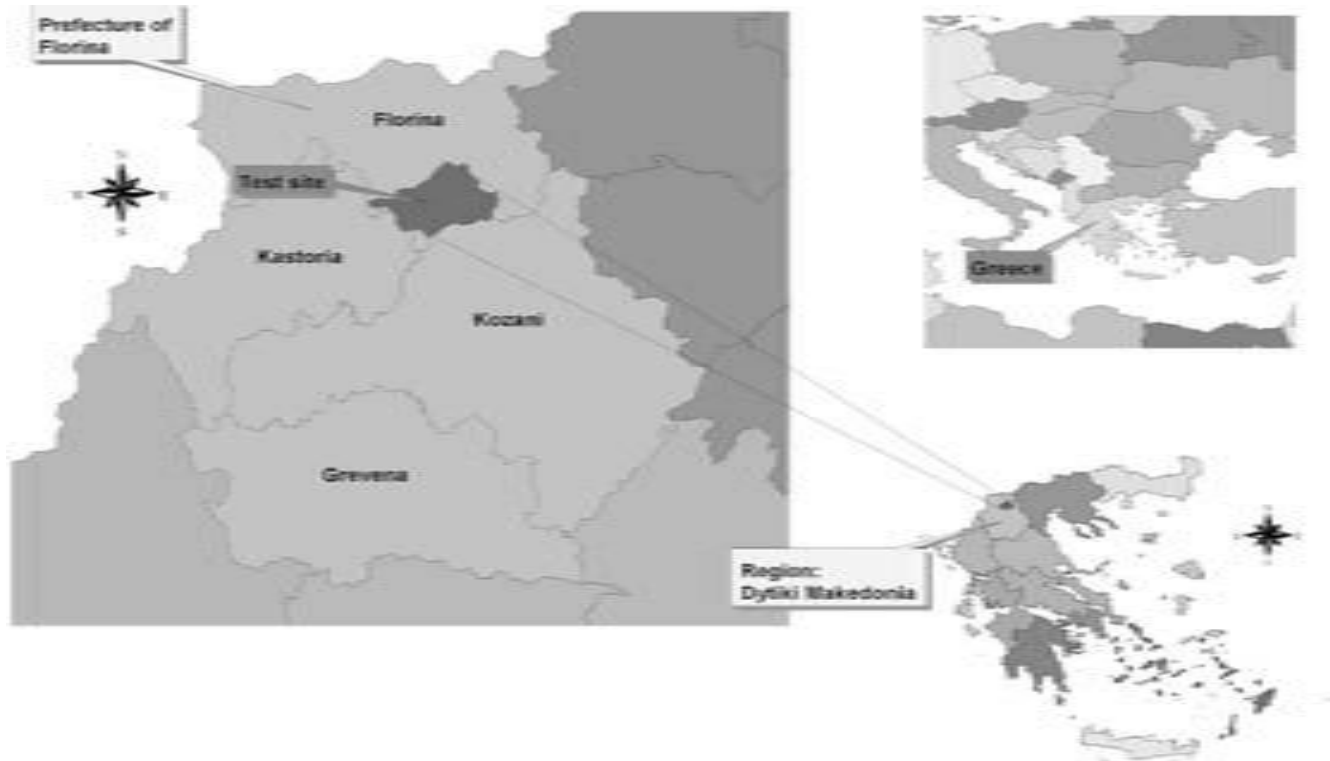 Prefecture of
Florina
Florina
Test site
Kastoria
Kozani
Grevena
Greece
Region:
Dytiki Makedonia